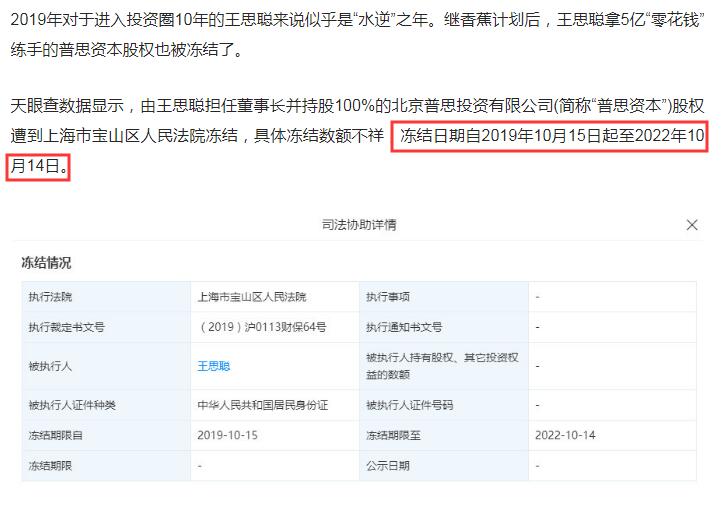 2019年对于进入投资圈10年的王思聪来说似乎是“水逆”之年。继香蕉计划后，王思聪拿5亿“零花钱”
练手的普思资本股权也被冻结了。
天眼查数据显示，由王思聪担任董事长并持股100%的北京普思投资有限公司(简称“普思资本”)股权
遭到上海市宝山区人民法院冻结，具体冻结数额不祥 冻结日期自2019年10月15日起至2022年10
月14日。
司法协助详情
冻结情况
执行法院 上海市宝山区人民法院 执行事项 -
执行裁定书文号 （2019）沪0113财保64号 执行通知书文号 -
被执行人 王思聪 被执行人持有股权、其它投资权
益的数额 -
被执行人证件种类 中华人民共和国居民身份证 被执行人证件号码 -
冻结期限自 2019-10-15 冻结期限至 2022-10-14
冻结期限 - 公示日期 -